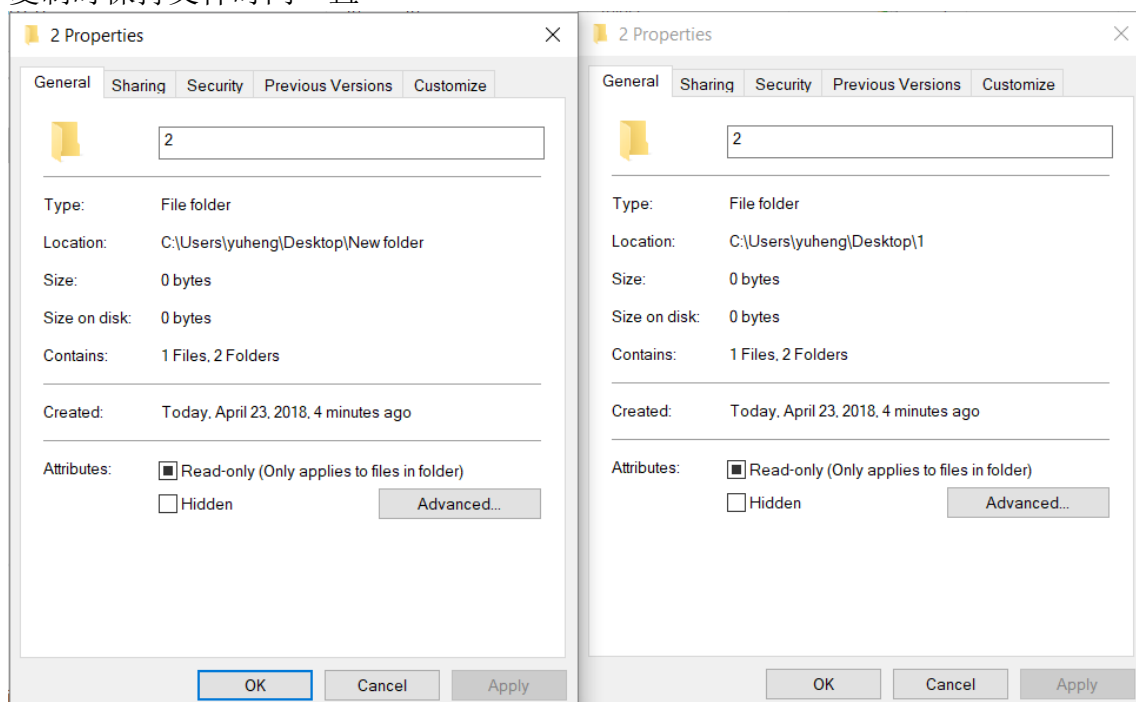 2 Properties
General Sharing Security Previous Versions Customize
2
Type: File folder
Location: C:\Users\yuheng\Desktop\New folder
Size: 0 bytes
Size on disk: 0 bytes
Contains: 1 Files, 2 Folders
Created: Today, April 23, 2018, 4 minutes ago
Attributes: Read-only (Only applies to files in folder)
Hidden Advanced...
OK Cancel Apply
2 Properties
General Sharing Security Previous Versions Customize
2
Type: File folder
Location: C:\Users\yuheng\Desktop\1
Size: 0 bytes
Size on disk: 0 bytes
Contains: 1 Files, 2 Folders
Created: Today, April 23, 2018, 4 minutes ago
Attributes: Read-only (Only applies to files in folder)
Hidden Advanced...
OK Cancel Apply